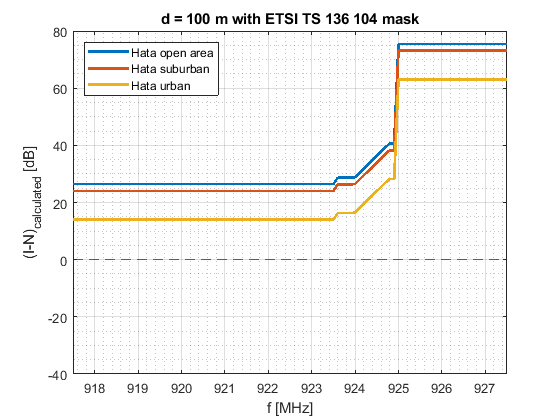 d = 100 m with ETSI TS 136 104 mask
Hata open area
Hata suburban
Hata urban
80
60
40
20
0
-20
-40
(I-N)calculated [dB]
918 919 920 921 922 923 924 925 926 927
f [MHz]